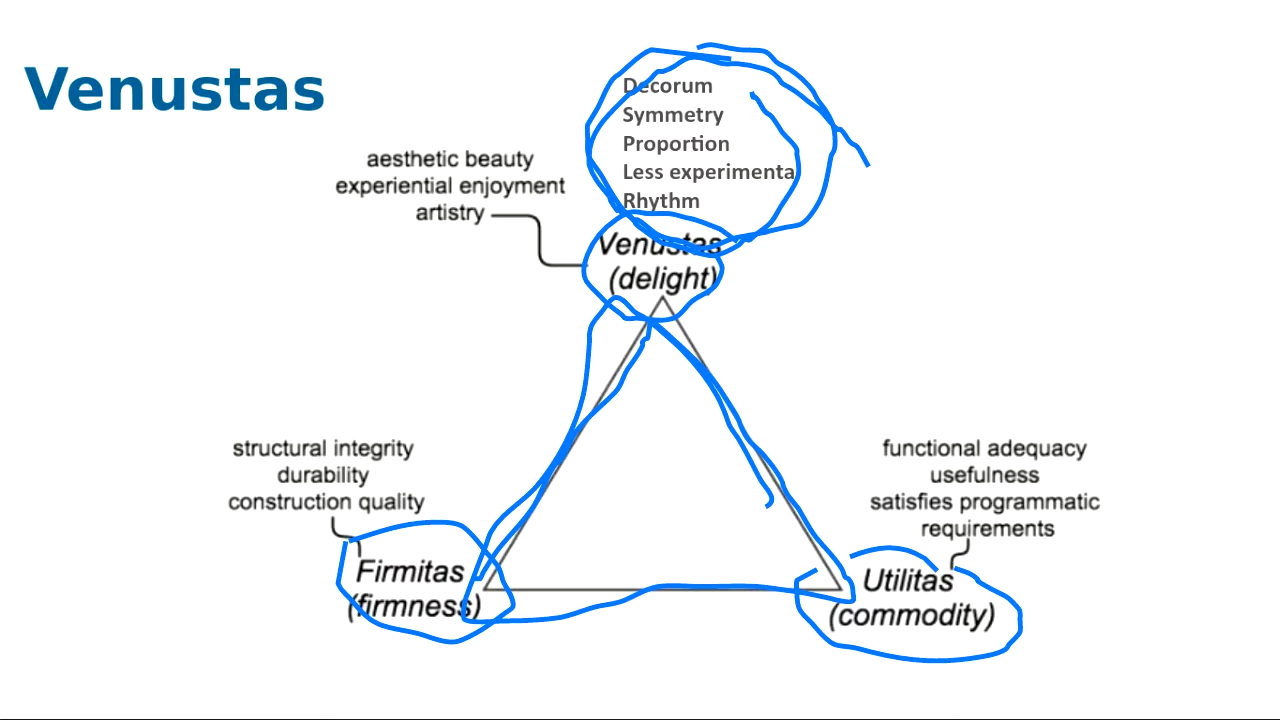 Venustas
Decorum
Symmetry
Proportion
Less experimenta
Rhythm
aesthetic beauty
experiential enjoyment
artistry
Venustas
(delight)
structural integrity
durability
construction quality
Firmitas
(firmness)
functional adequacy
usefulness
satisfies programmatic
requirements
Utilitas
(commodity)